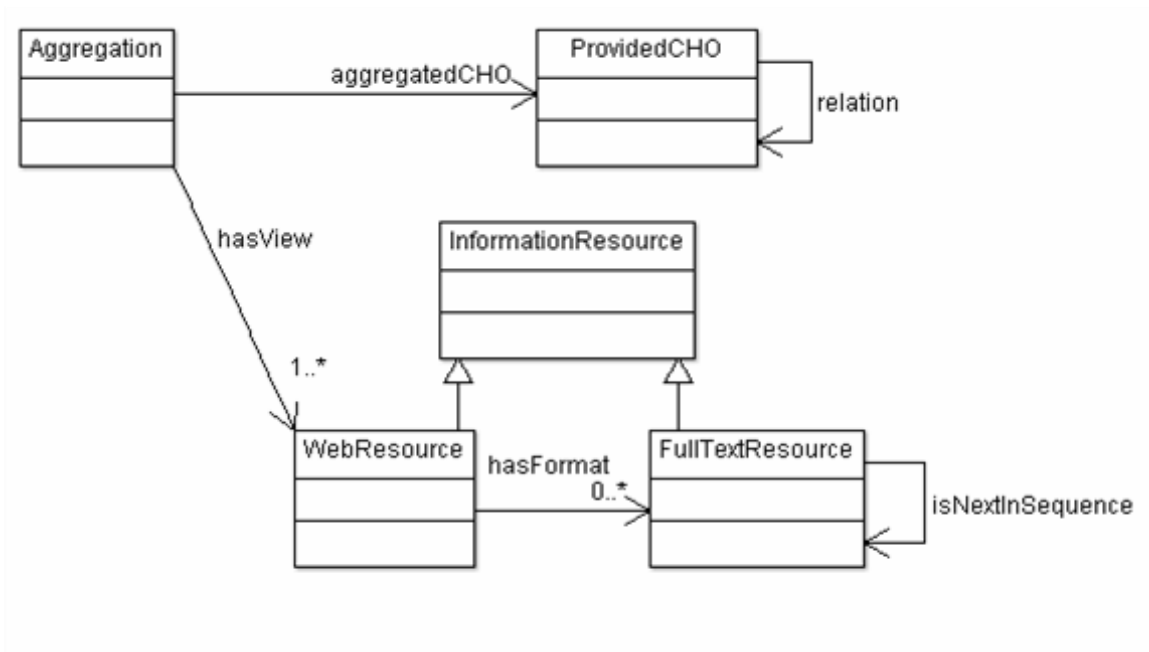 Aggregation
ProvidedCHO
aggregatedCHO
relation
hasView
InformationResource
1..*
WebResource
hasFormat
0..*
FullTextResource
isNextInSequence